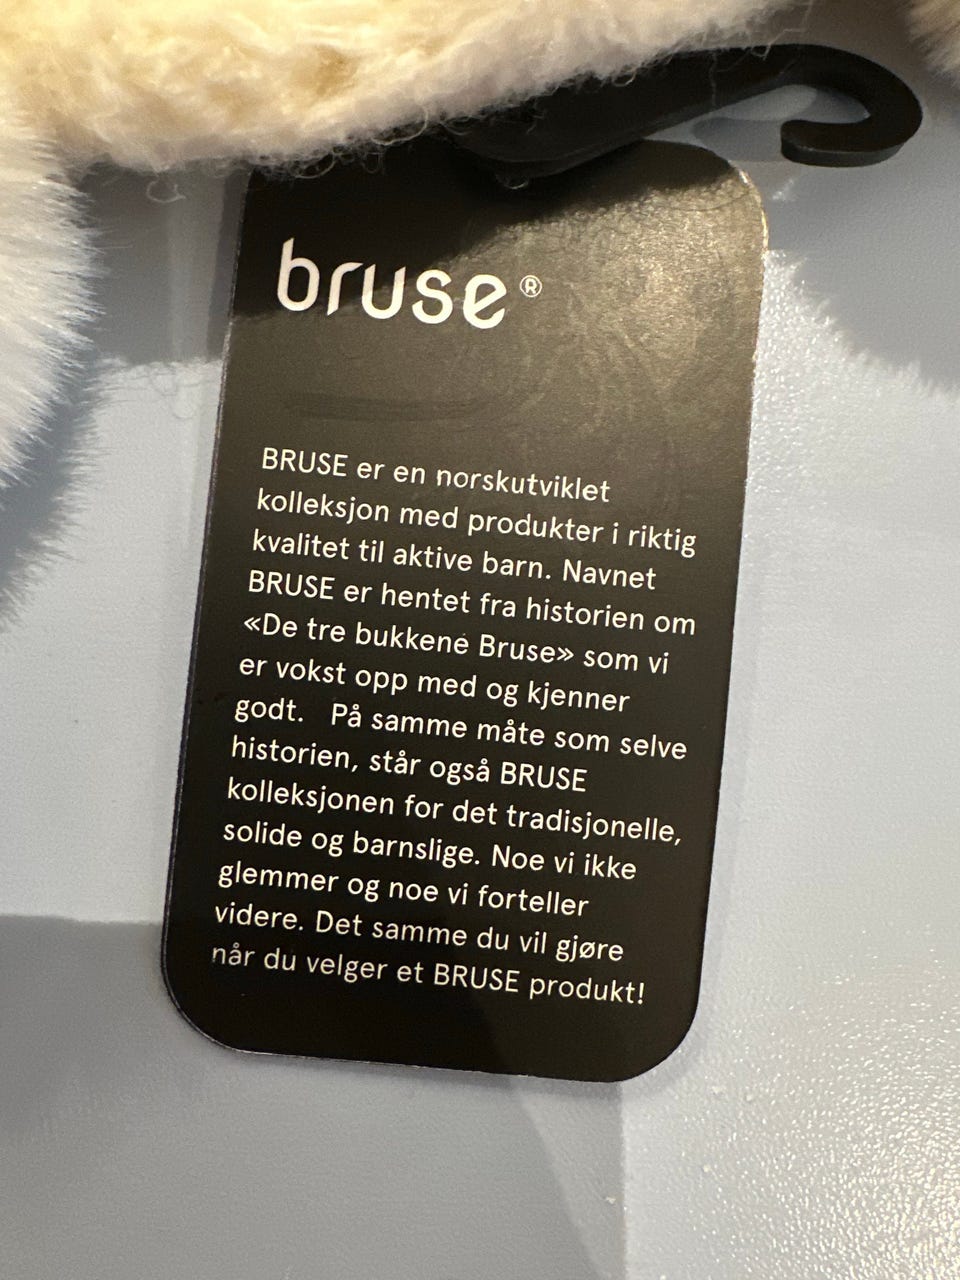 bruse®
BRUSE er en norskutviklet
kolleksjon med produkter i riktig
kvalitet til aktive barn. Navnet
BRUSE er hentet fra historien om
«De tre bukkene Bruse» som vi
er vokst opp med og kjenner
godt.   På samme måte som selve
historien, står også BRUSE
kolleksjonen for det tradisjonelle,
solide og barnslige. Noe vi ikke
glemmer og noe vi forteller
videre. Det samme du vil gjøre
når du velger et BRUSE produkt!